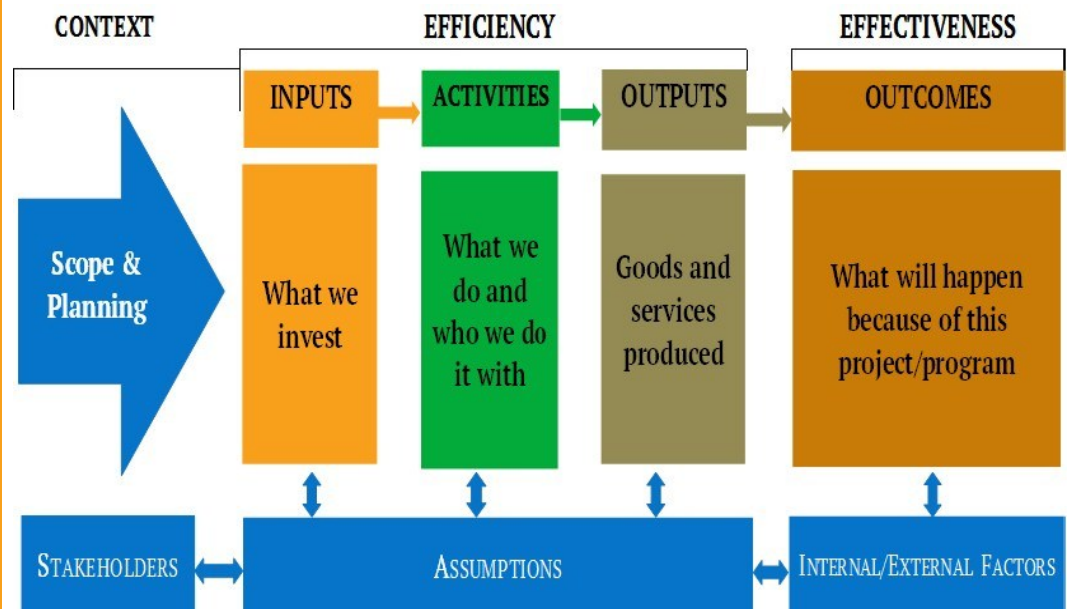 CONTEXT
EFFICIENCY
EFFECTIVENESS
INPUTS
ACTIVITIES
OUTPUTS
OUTCOMES
Scope &
Planning
What we
invest
What we
do and
who we do
it with
Goods and
services
produced
What will happen
because of this
project/program
STAKEHOLDERS
ASSUMPTIONS
INTERNAL/EXTERNAL FACTORS